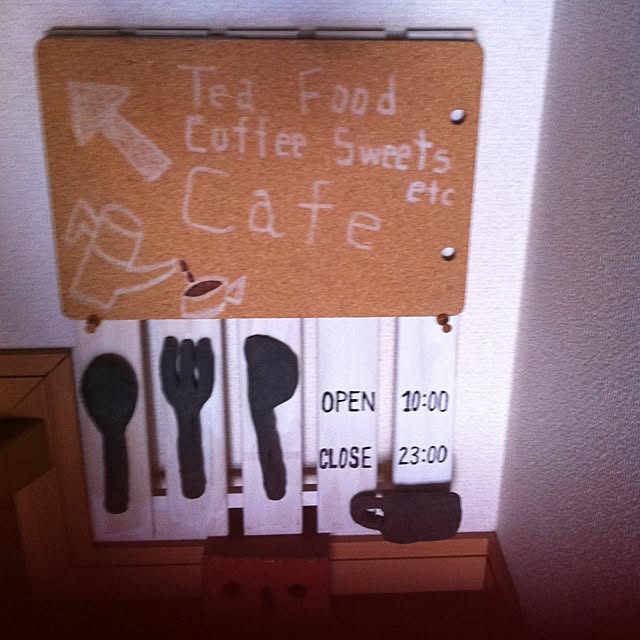 Tea Food
Coffee Sweets
etc
Cafe
OPEN 10:00
CLOSE 23:00